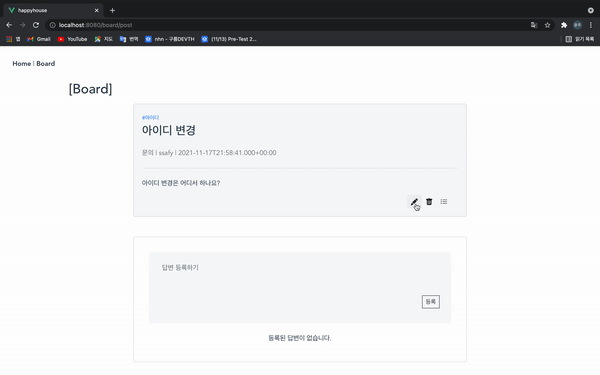 happyhouse
localhost:8080/board/post
앱 Gmail YouTube 지도 번역 nhn - 구름DEVTH (11/13) Pre-Test 2... 읽기 목록
Home | Board
[Board]
#아이디
아이디 변경
문의 | ssafy | 2021-11-17T21:58:41.000+00:00
아이디 변경은 어디서 하나요?
답변 등록하기
등록
등록된 답변이 없습니다.